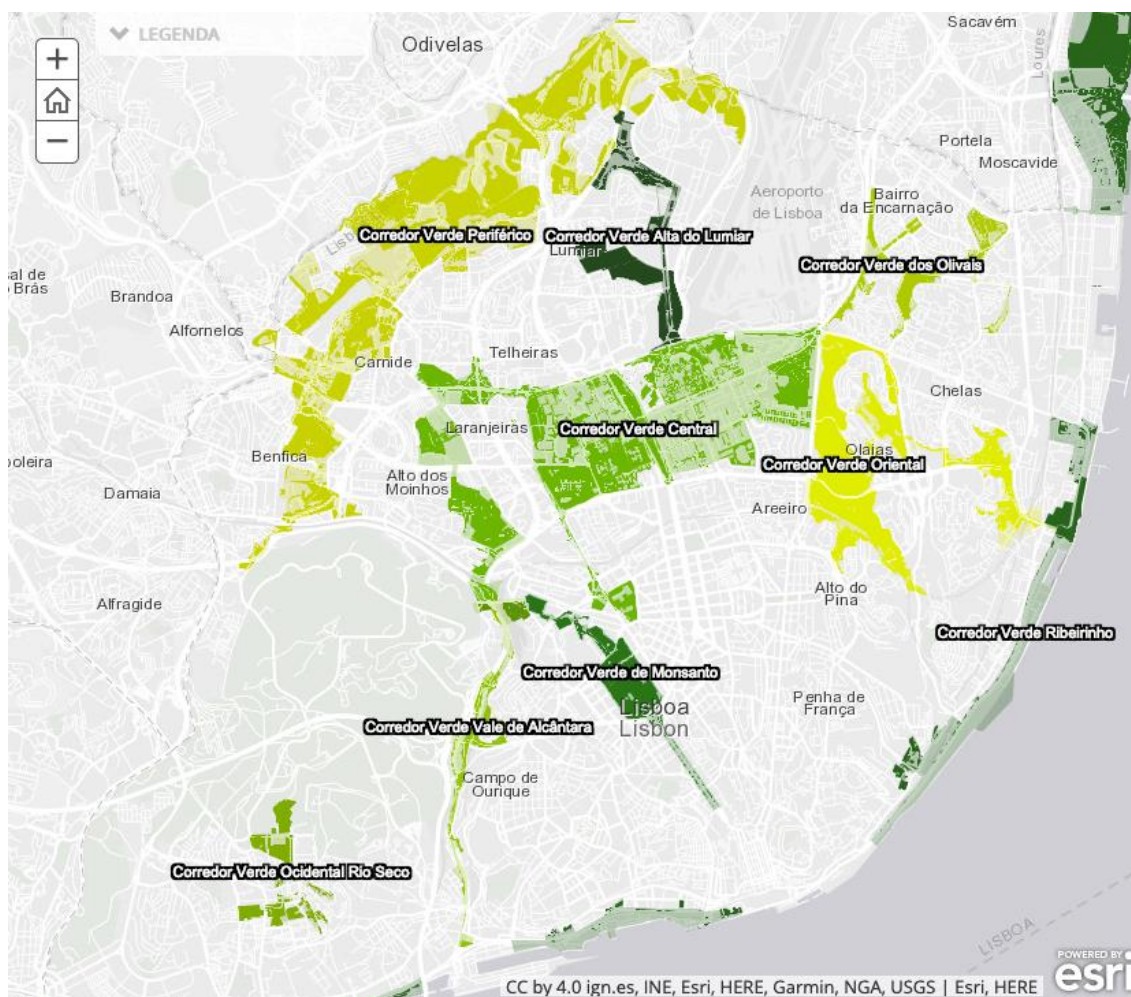 LEGENDA
Sacavém
Odivelas
Loures
+
−
Portela
Moscavide
Aeroporto
de Lisboa
Bairro
da Encarnação
Corredor Verde Periférico
Corredor Verde Alta do Lumiar
Lumiar
Corredor Verde dos Olivais
sal de
Brás
Brandoa
Alfornelos
Telheiras
Carnide
Chelas
Laranjeiras
Corredor Verde Central
Benfica
Olaias
Corredor Verde Oriental
oleira
Alto dos
Moinhos
Damaia
Areeiro
Alto do
Pina
Alfragide
Corredor Verde Ribeirinho
Corredor Verde de Monsanto
Penha de
França
Lisboa
Lisbon
Corredor Verde Vale de Alcântara
Campo de
Ourique
Corredor Verde Ocidental Rio Seco
LISBOA
POWERED BY
esri
CC by 4.0 ign.es, INE, Esri, HERE, Garmin, NGA, USGS | Esri, HERE